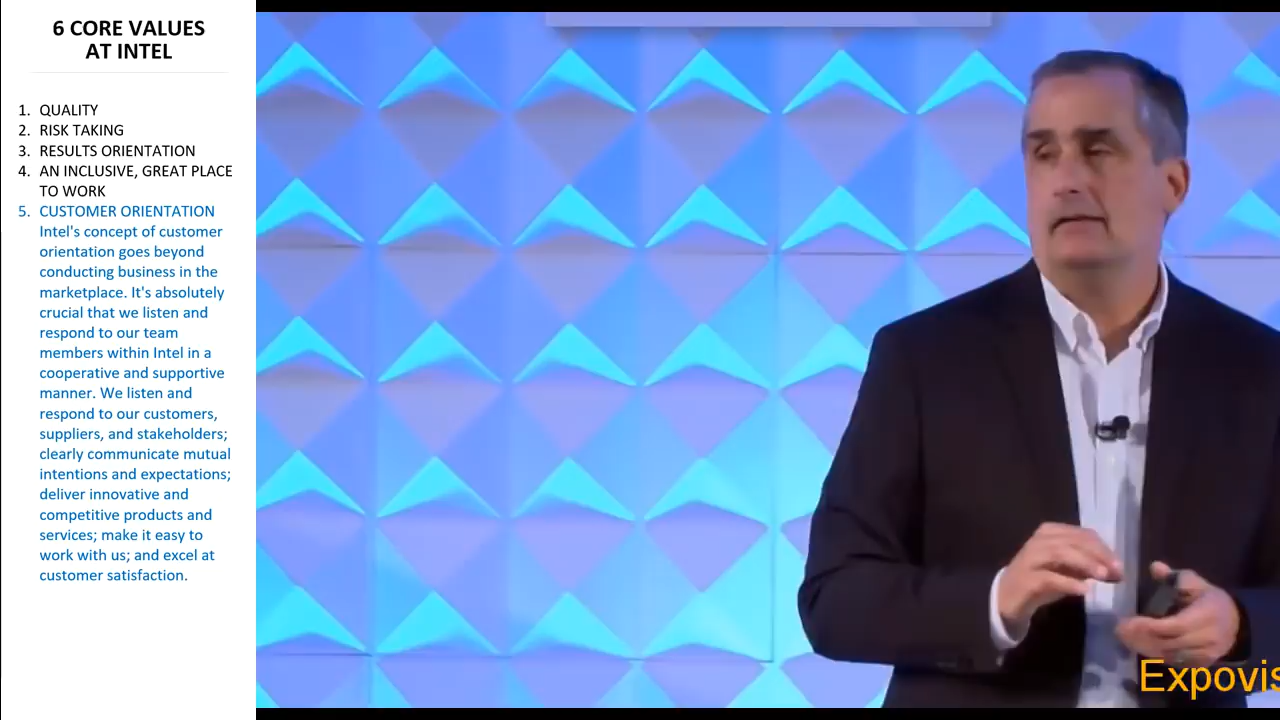 6 CORE VALUES
AT INTEL
1. QUALITY
2. RISK TAKING
3. RESULTS ORIENTATION
4. AN INCLUSIVE, GREAT PLACE
TO WORK
5. CUSTOMER ORIENTATION
Intel's concept of customer
orientation goes beyond
conducting business in the
marketplace. It's absolutely
crucial that we listen and
respond to our team
members within Intel in a
cooperative and supportive
manner. We listen and
respond to our customers,
suppliers, and stakeholders;
clearly communicate mutual
intentions and expectations;
deliver innovative and
competitive products and
services; make it easy to
work with us; and excel at
customer satisfaction.
Expovis